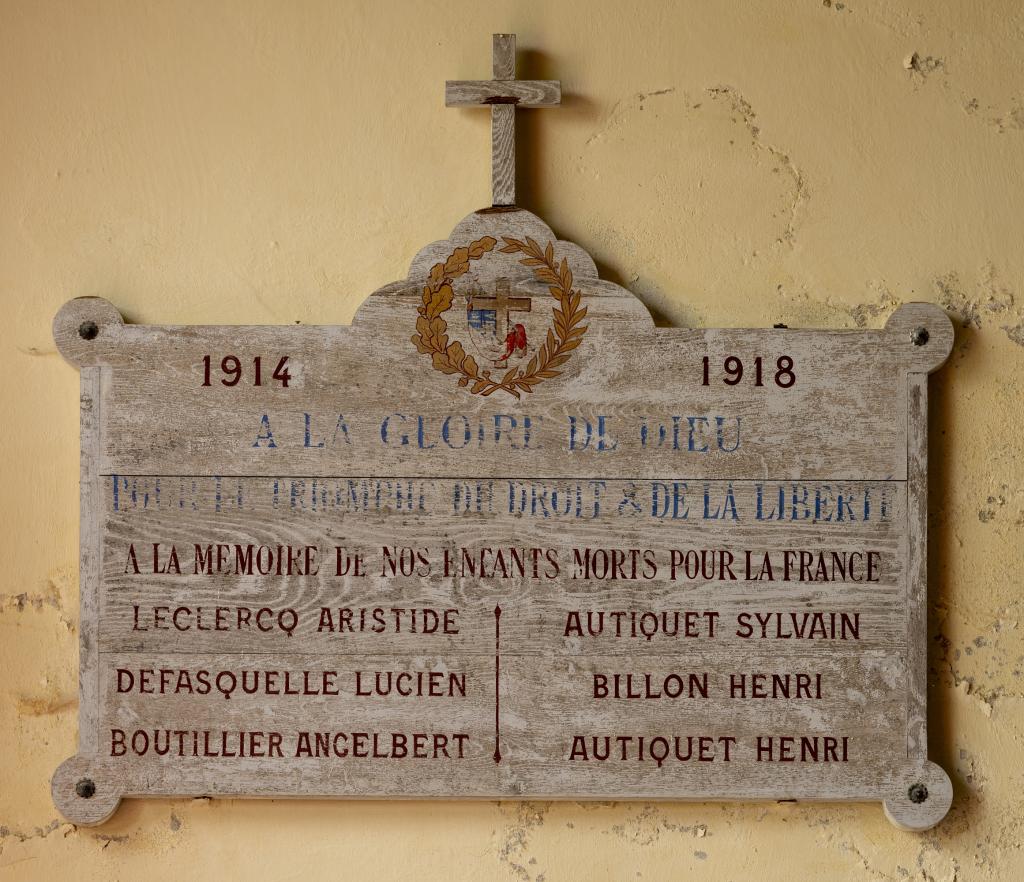 1914 1918
A LA GLOIRE DE DIEU
POUR LE TRIOMPHE DU DROIT & DE LA LIBERTÉ
A LA MEMOIRE DE NOS ENFANTS MORTS POUR LA FRANCE
LECLERCQ ARISTIDE AUTIQUET SYLVAIN
DEFASQUELLE LUCIEN BILLON HENRI
BOUTILLIER ANGELBERT AUTIQUET HENRI